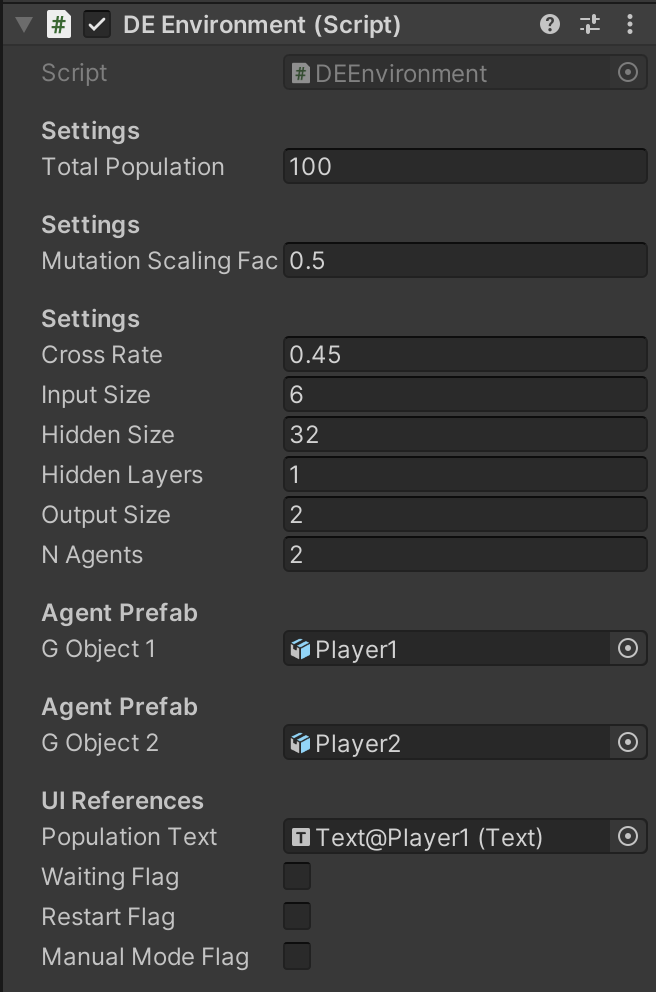 DE Environment (Script)
Script DEEnvironment
Settings
Total Population 100
Settings
Mutation Scaling Fac 0.5
Settings
Cross Rate 0.45
Input Size 6
Hidden Size 32
Hidden Layers 1
Output Size 2
N Agents 2
Agent Prefab
G Object 1 Player1
Agent Prefab
G Object 2 Player2
UI References
Population Text Text@Player1 (Text)
Waiting Flag
Restart Flag
Manual Mode Flag